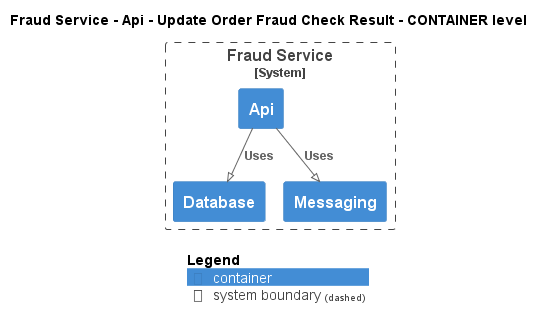 Fraud Service - Api - Update Order Fraud Check Result - CONTAINER level
Fraud Service
[System]
Api
Uses Uses
Database Messaging
Legend
container
system boundary (dashed)